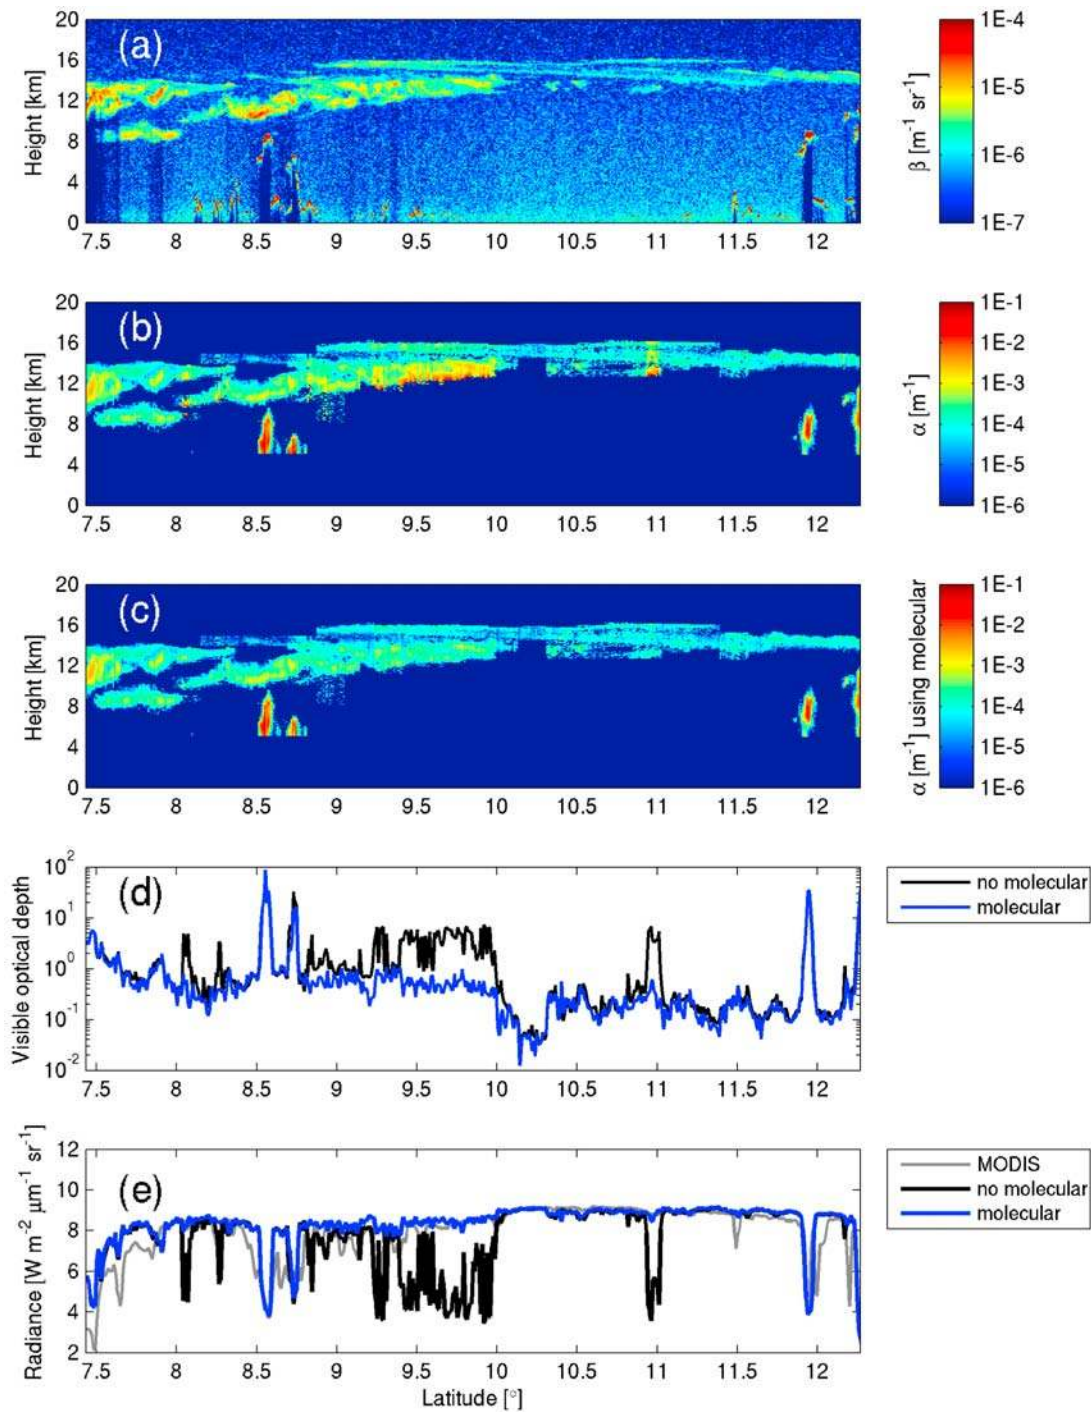 (a)
Height [km]
20
16
12
8
4
0
7.5 8 8.5 9 9.5 10 10.5 11 11.5 12
β [m⁻¹ sr⁻¹]
1E-4
1E-5
1E-6
1E-7
(b)
Height [km]
20
16
12
8
4
0
7.5 8 8.5 9 9.5 10 10.5 11 11.5 12
α [m⁻¹]
1E-1
1E-2
1E-3
1E-4
1E-5
1E-6
(c)
Height [km]
20
16
12
8
4
0
7.5 8 8.5 9 9.5 10 10.5 11 11.5 12
α [m⁻¹] using molecular
1E-1
1E-2
1E-3
1E-4
1E-5
1E-6
(d)
Visible optical depth
10²
10¹
10⁰
10⁻¹
10⁻²
7.5 8 8.5 9 9.5 10 10.5 11 11.5 12
no molecular
molecular
(e)
Radiance [W m⁻² μm⁻¹ sr⁻¹]
12
10
8
6
4
2
7.5 8 8.5 9 9.5 10 10.5 11 11.5 12
Latitude [°]
MODIS
no molecular
molecular